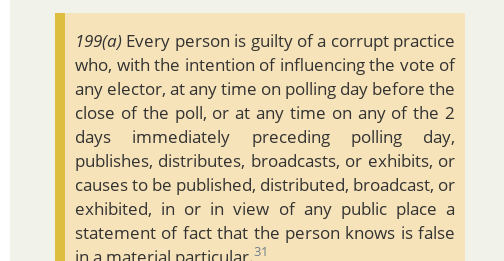 199(a) Every person is guilty of a corrupt practice
who, with the intention of influencing the vote of
any elector, at any time on polling day before the
close of the poll, or at any time on any of the 2
days immediately preceding polling day,
publishes, distributes, broadcasts, or exhibits, or
causes to be published, distributed, broadcast, or
exhibited, in or in view of any public place a
statement of fact that the person knows is false
in a material particular 31